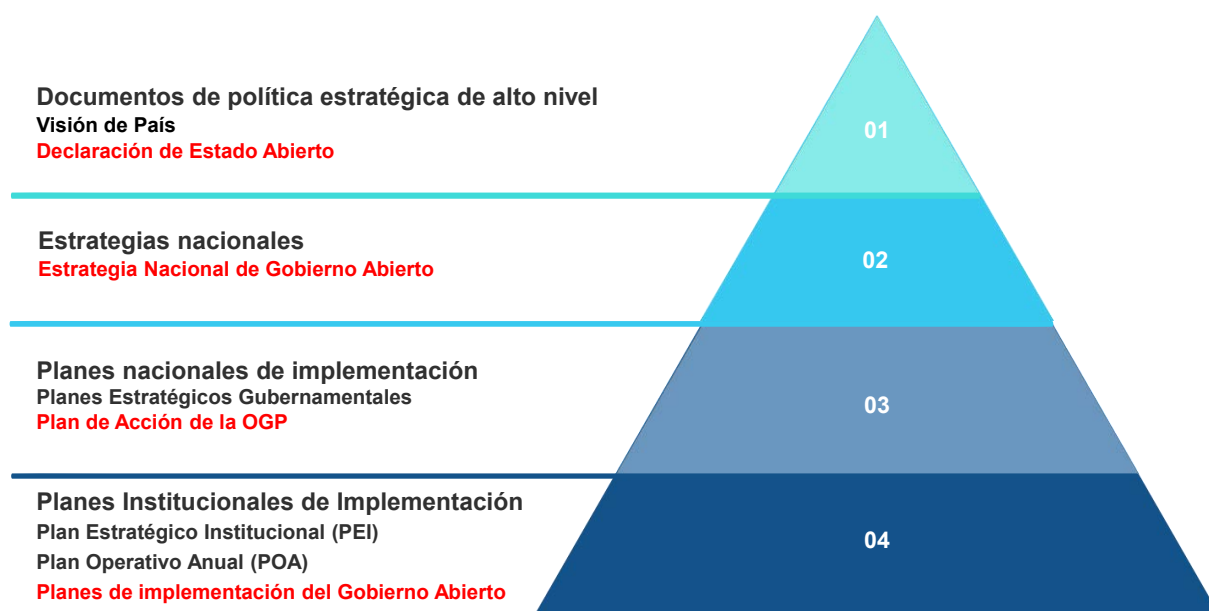 Documentos de política estratégica de alto nivel
Visión de País
Declaración de Estado Abierto
01
Estrategias nacionales
Estrategia Nacional de Gobierno Abierto
02
Planes nacionales de implementación
Planes Estratégicos Gubernamentales
Plan de Acción de la OGP
03
Planes Institucionales de Implementación
Plan Estratégico Institucional (PEI)
Plan Operativo Anual (POA)
Planes de implementación del Gobierno Abierto
04